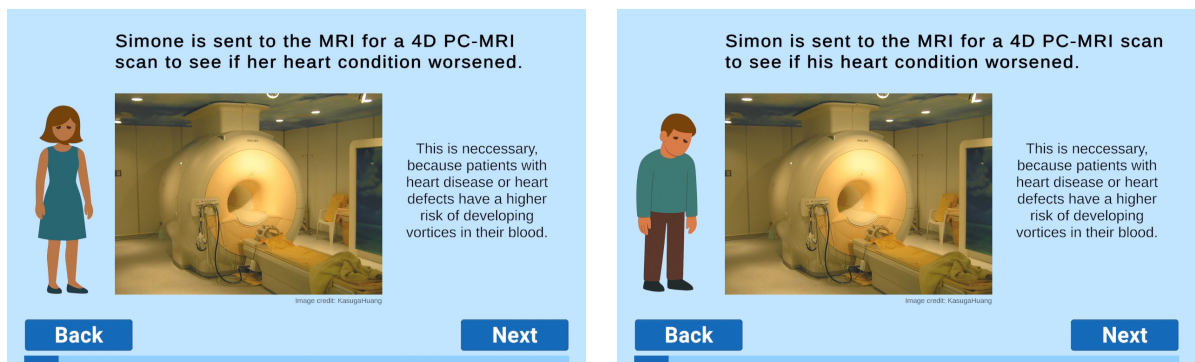 Simone is sent to the MRI for a 4D PC-MRI
scan to see if her heart condition worsened.
This is neccessary,
because patients with
heart disease or heart
defects have a higher
risk of developing
vortices in their blood.
Image credit: KasugaHuang
Back
Next
Simon is sent to the MRI for a 4D PC-MRI scan
to see if his heart condition worsened.
This is neccessary,
because patients with
heart disease or heart
defects have a higher
risk of developing
vortices in their blood.
Image credit: KasugaHuang
Back
Next